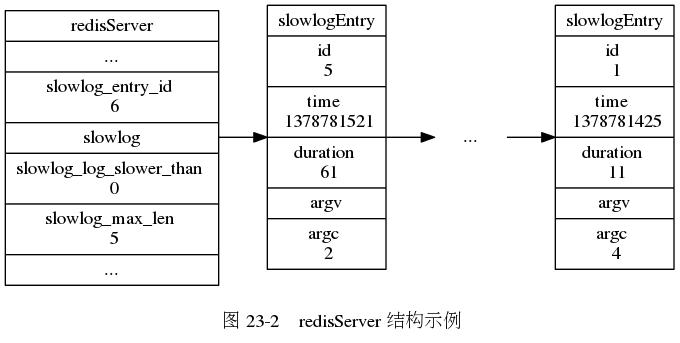 redisServer
...
slowlog_entry_id
6
slowlog
slowlog_log_slower_than
0
slowlog_max_len
5
...
slowlogEntry
id
5
time
1378781521
duration
61
argv
argc
2
...
slowlogEntry
id
1
time
1378781425
duration
11
argv
argc
4
图 23-2 redisServer 结构示例